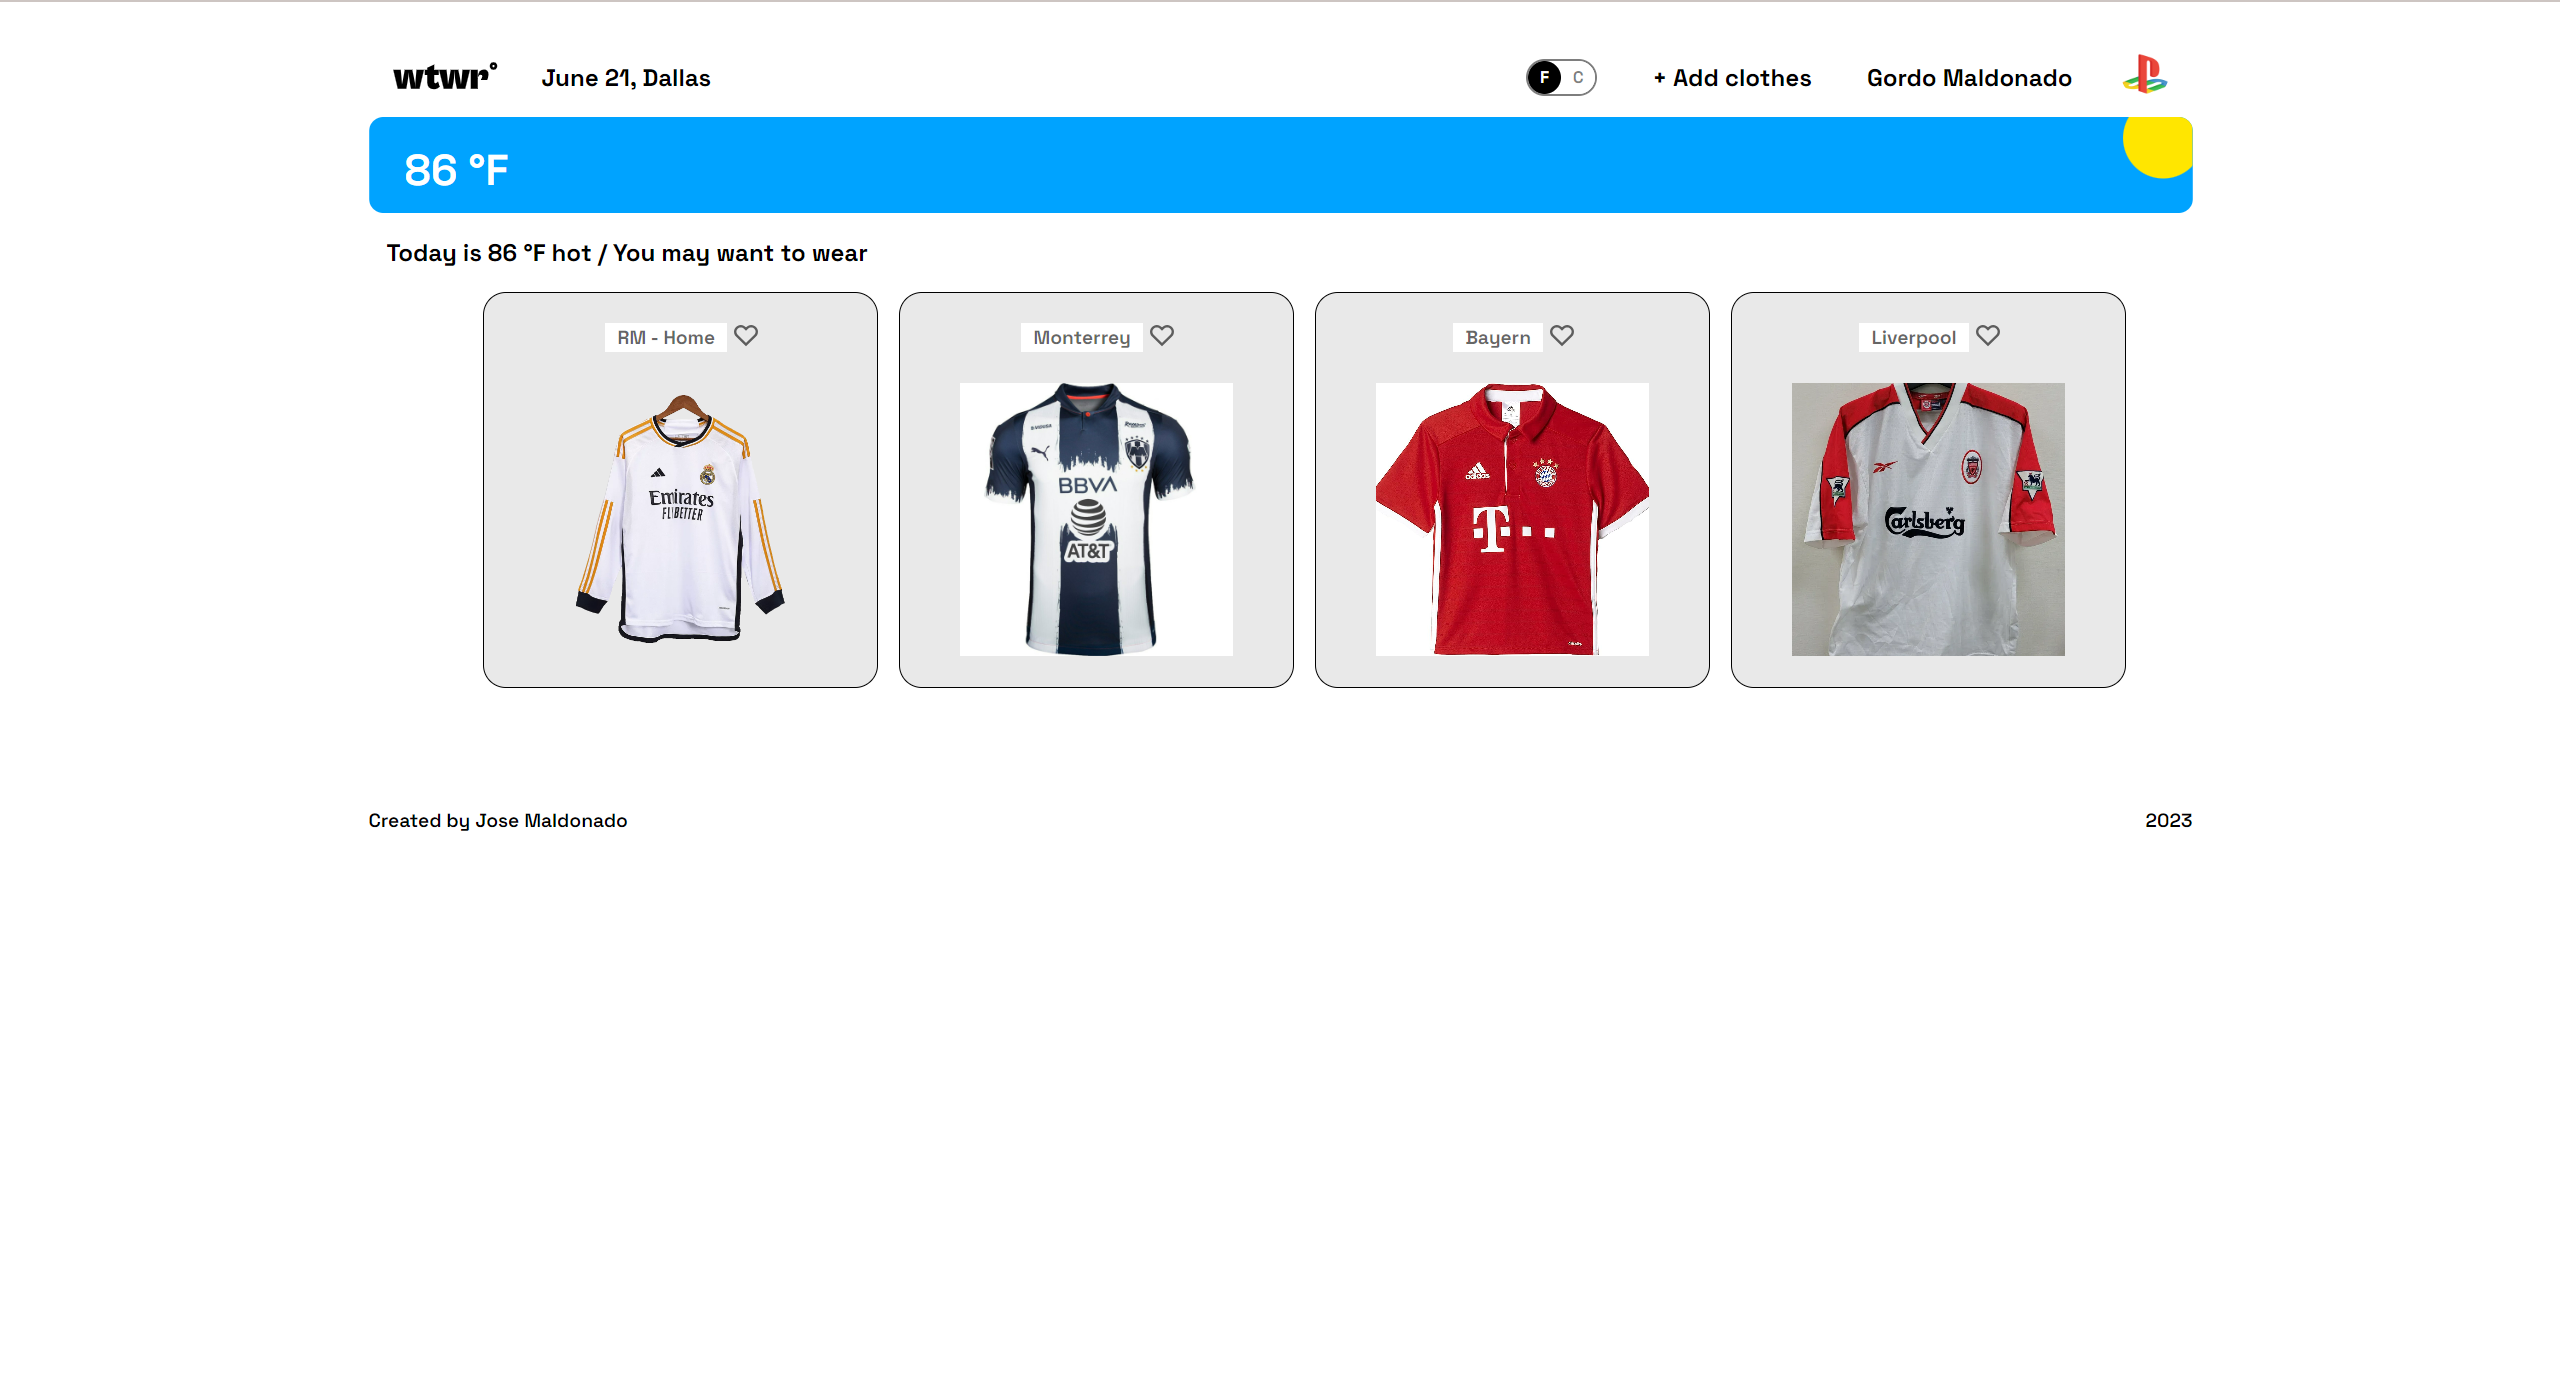 wtwr°
June 21, Dallas
F C
+ Add clothes
Gordo Maldonado
86 °F
Today is 86 °F hot / You may want to wear
RM - Home
Monterrey
Bayern
Liverpool
Emirates
FLY BETTER
BBVA
AT&T
adidas
T
Carlsberg
Created by Jose Maldonado
2023